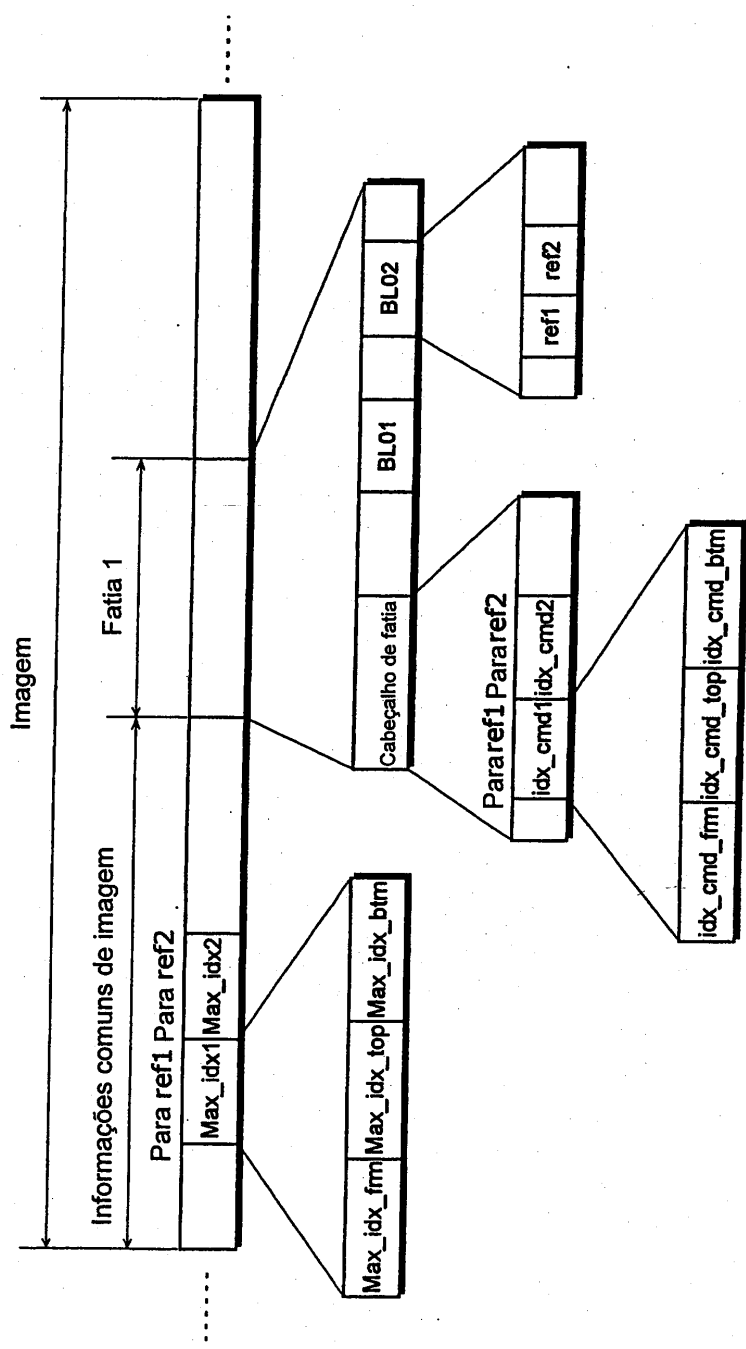 Imagem
Informações comuns de imagem
Fatia 1
Para ref1 Para ref2
Max_idx1 Max_idx2
Max_idx_frm Max_idx_top Max_idx_btm
Cabeçalho de fatia BL01 BL02
Para ref1 Para ref2
idx_cmd1 idx_cmd2
ref1 ref2
idx_cmd_frm idx_cmd_top idx_cmd_btm